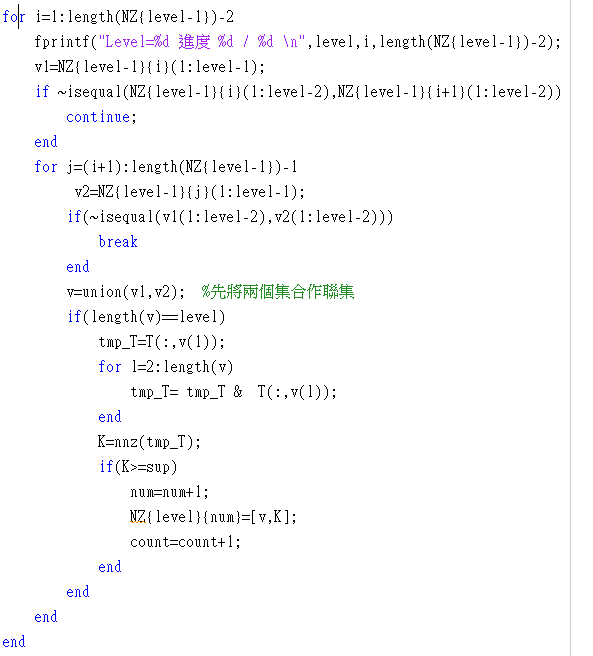 for i=1:length(NZ{level-1})-2
    fprintf("Level=%d 進度 %d / %d \n",level,i,length(NZ{level-1})-2);
    v1=NZ{level-1}{i}(1:level-1);
    if ~isequal(NZ{level-1}{i}(1:level-2),NZ{level-1}{i+1}(1:level-2))
        continue;
    end
    for j=(i+1):length(NZ{level-1})-1
         v2=NZ{level-1}{j}(1:level-1);
        if(~isequal(v1(1:level-2),v2(1:level-2)))
            break
        end
        v=union(v1,v2);  %先將兩個集合作聯集
        if(length(v)==level)
            tmp_T=T(:,v(1));
            for l=2:length(v)
                tmp_T= tmp_T &  T(:,v(l));
            end
            K=nnz(tmp_T);
            if(K>=sup)
                num=num+1;
                NZ{level}{num}=[v,K];
                count=count+1;
            end
        end
    end
end